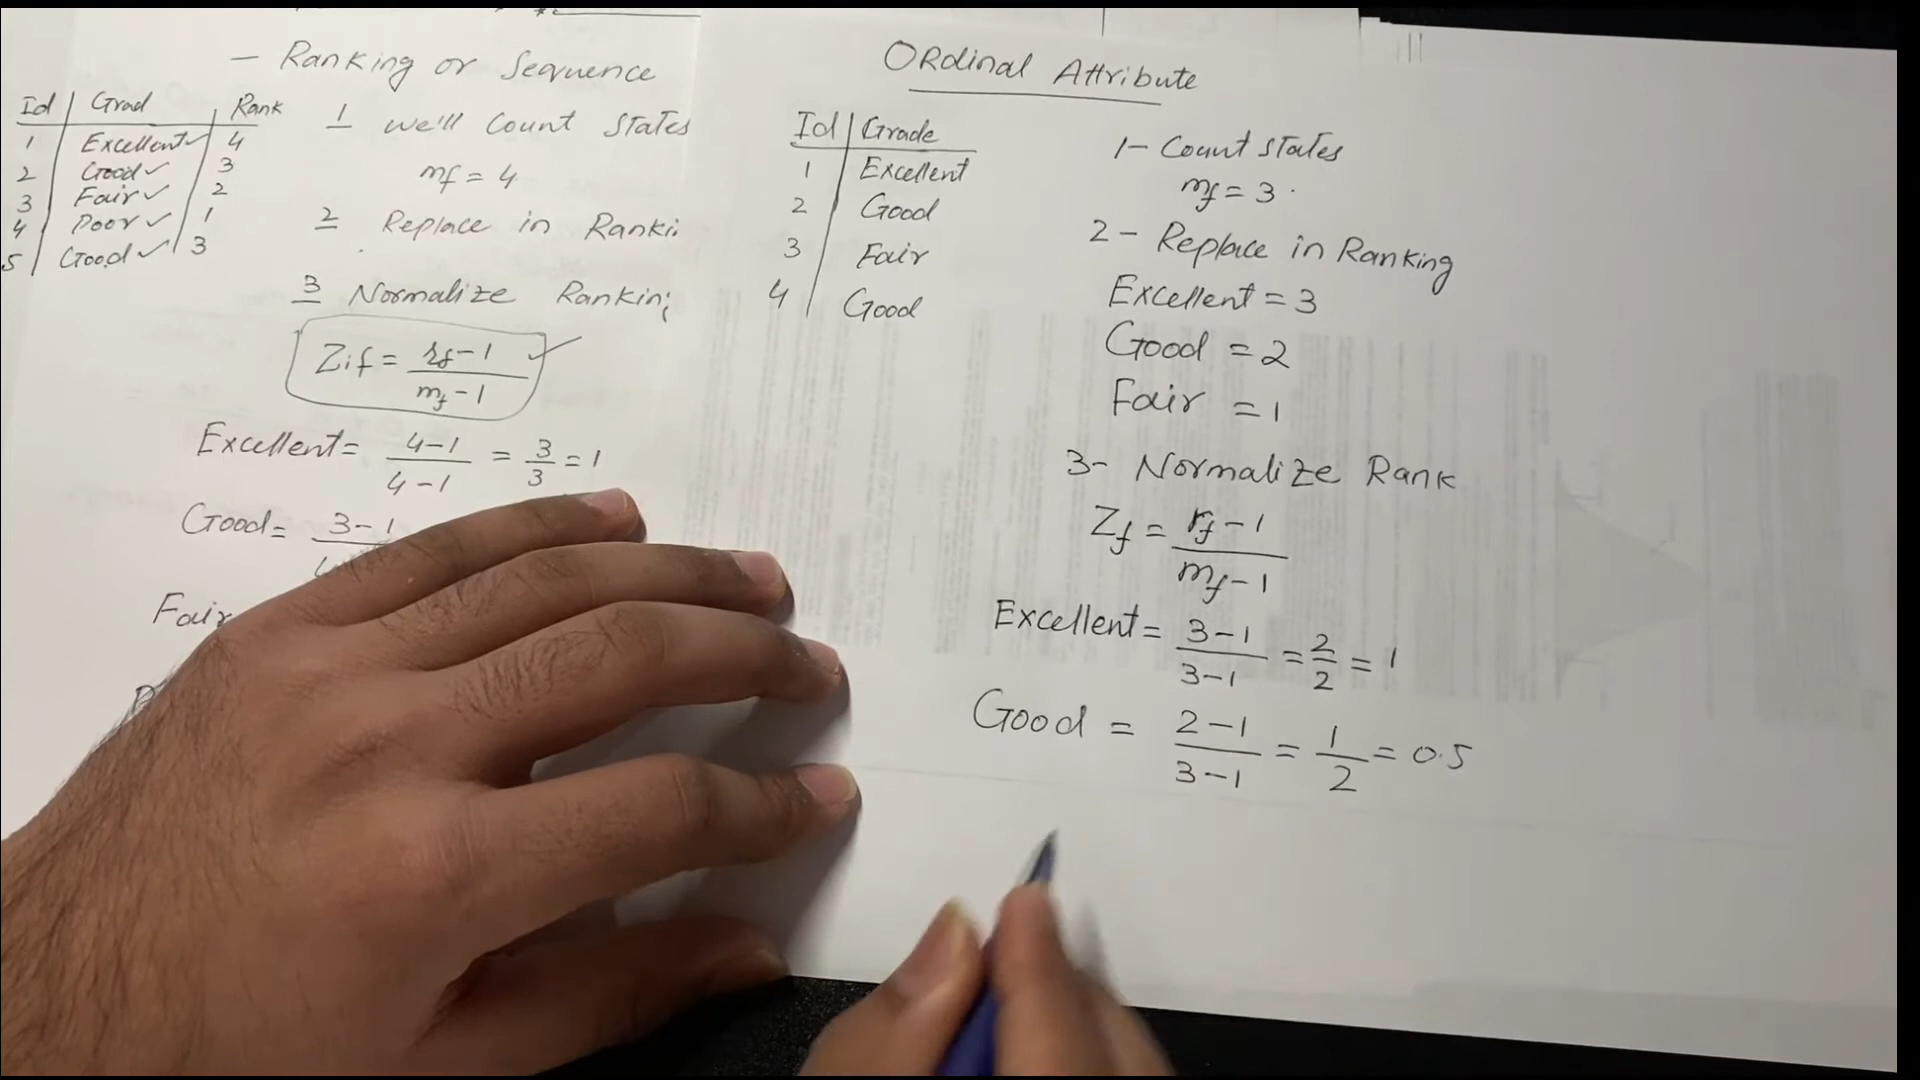 - Ranking or Sequence
Id Grad Rank
1 Excellent✓ 4
2 Good✓ 3
3 Fair✓ 2
4 Poor✓ 1
5 Good✓ 3
1 we'll Count States
mf = 4
2 Replace in Ranki
3 Normalize Rankin
Zif = rf-1 / mf-1 ✓
Excellent = 4-1 / 4-1 = 3/3 = 1
Good = 3-1
Fair
ORdinal Attribute
Id Grade
1 Excellent
2 Good
3 Fair
4 Good
1- Count States
mf = 3
2- Replace in Ranking
Excellent = 3
Good = 2
Fair = 1
3- Normalize Rank
Zf = rf-1 / mf-1
Excellent = 3-1 / 3-1 = 2/2 = 1
Good = 2-1 / 3-1 = 1/2 = 0.5